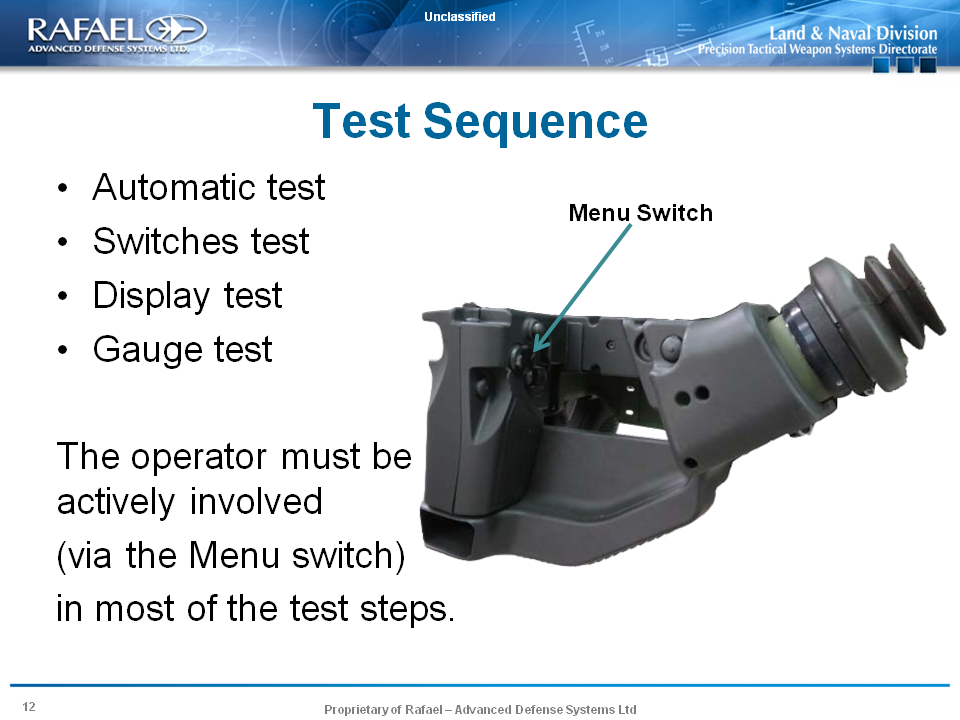 Unclassified
RAFAEL
ADVANCED DEFENSE SYSTEMS LTD.
Land & Naval Division
Precision Tactical Weapon Systems Directorate
Test Sequence
• Automatic test
• Switches test
• Display test
• Gauge test
Menu Switch
The operator must be
actively involved
(via the Menu switch)
in most of the test steps.
12
Proprietary of Rafael – Advanced Defense Systems Ltd